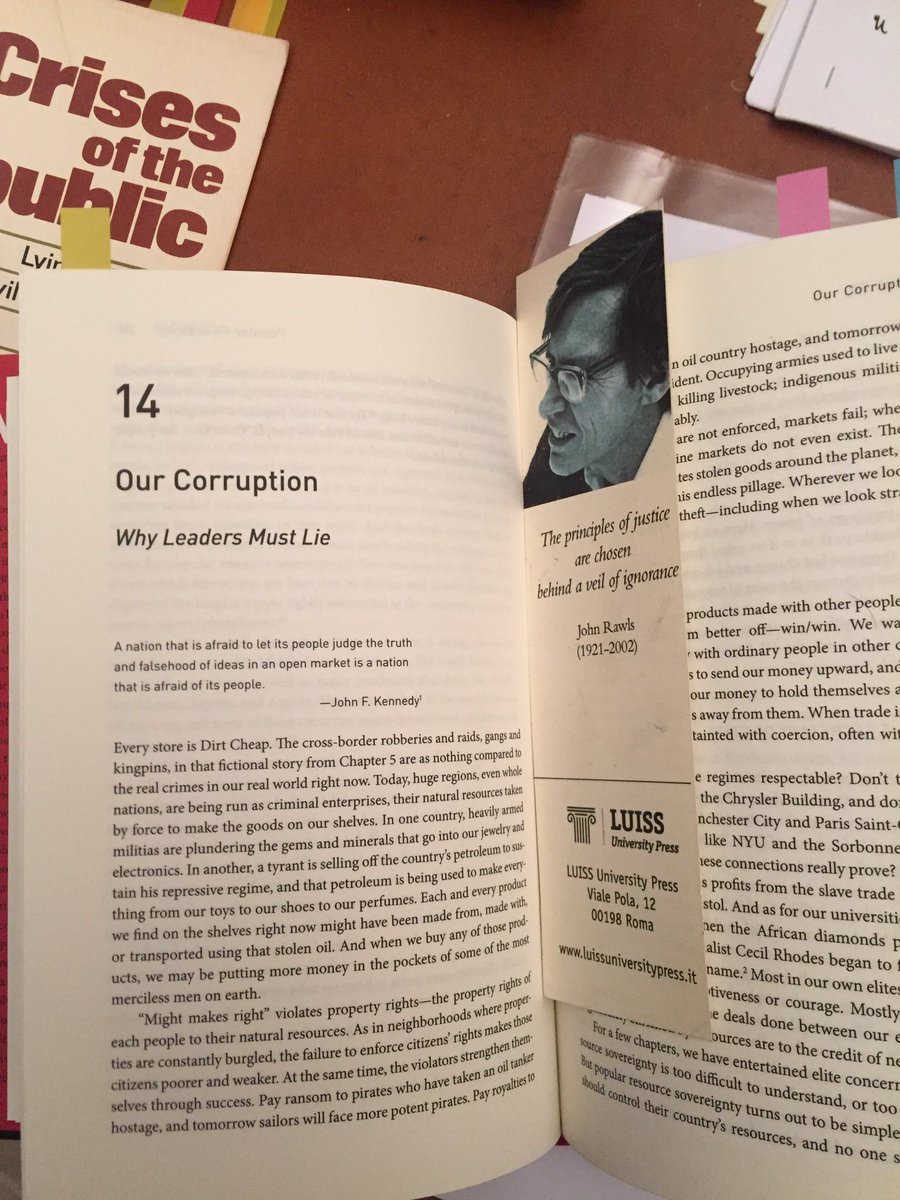 Crises
of the
public
14
Our Corruption
Why Leaders Must Lie
A nation that is afraid to let its people judge the truth
and falsehood of ideas in an open market is a nation
that is afraid of its people.
—John F. Kennedy¹
Every store is Dirt Cheap. The cross-border robberies and raids, gangs and
kingpins, in that fictional story from Chapter 5 are as nothing compared to
the real crimes in our real world right now. Today, huge regions, even whole
nations, are being run as criminal enterprises, their natural resources taken
by force to make the goods on our shelves. In one country, heavily armed
militias are plundering the gems and minerals that go into our jewelry and
electronics. In another, a tyrant is selling off the country's petroleum to sus-
tain his repressive regime, and that petroleum is being used to make every-
thing from our toys to our shoes to our perfumes. Each and every product
we find on the shelves right now might have been made from, made with,
or transported using that stolen oil. And when we buy any of those prod-
ucts, we may be putting more money in the pockets of some of the most
merciless men on earth.
"Might makes right" violates property rights—the property rights of
each people to their natural resources. As in neighborhoods where proper-
ties are constantly burgled, the failure to enforce citizens' rights makes those
citizens poorer and weaker. At the same time, the violators strengthen them-
selves through success. Pay ransom to pirates who have taken an oil tanker
hostage, and tomorrow sailors will face more potent pirates. Pay royalties to
The principles of justice
are chosen
behind a veil of ignorance
John Rawls
(1921–2002)
LUISS
University Press
LUISS University Press
Viale Pola, 12
00198 Roma
www.luissuniversitypress.it
Our Corrupt
n oil country hostage, and tomorrow
ident. Occupying armies used to live
killing livestock; indigenous militi
ably.
are not enforced, markets fail; whe
ine markets do not even exist. The
tes stolen goods around the planet,
his endless pillage. Wherever we loo
theft—including when we look stra
products made with other people
m better off—win/win. We wa
with ordinary people in other c
s to send our money upward, and
our money to hold themselves a
s away from them. When trade i
tainted with coercion, often wit
e regimes respectable? Don't t
the Chrysler Building, and do
nchester City and Paris Saint-
like NYU and the Sorbonne
hese connections really prove?
s profits from the slave trade
stol. And as for our universiti
hen the African diamonds p
alist Cecil Rhodes began to f
name.² Most in our own elites
ptiveness or courage. Mostly
e deals done between our e
ources are to the credit of ne
For a few chapters, we have entertained elite concern
source sovereignty is too difficult to understand, or too
But popular resource sovereignty turns out to be simple
should control their country's resources, and no one s